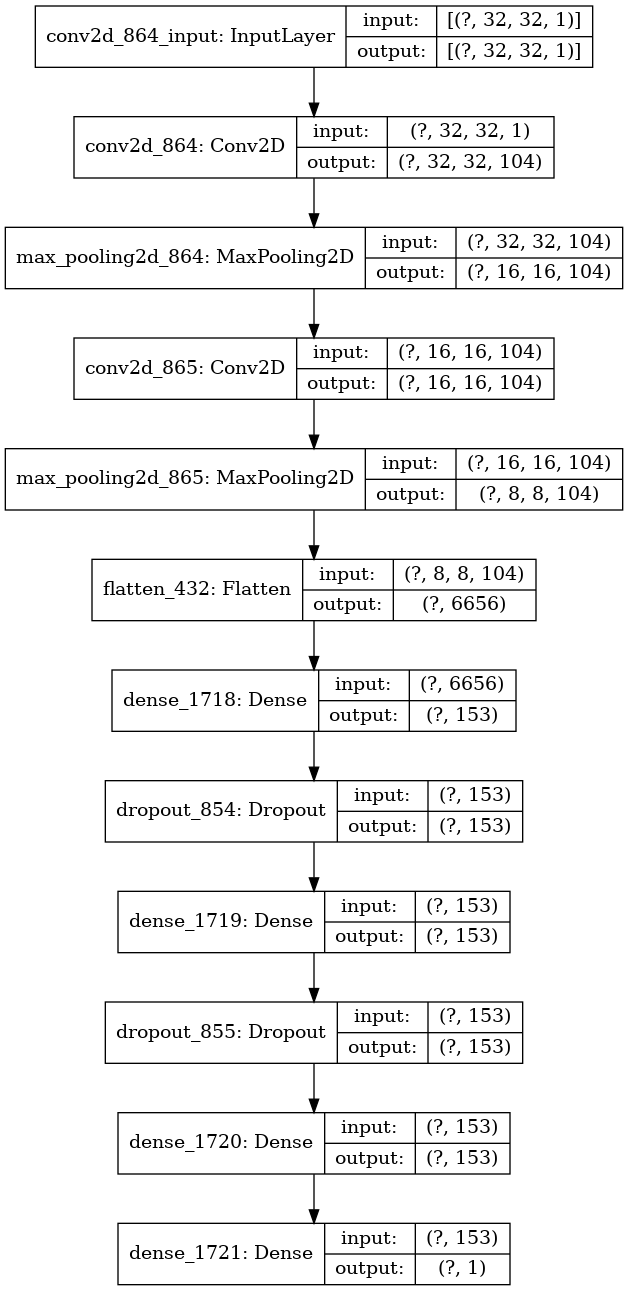 conv2d_864_input: InputLayer
input:
[(?, 32, 32, 1)]
output:
[(?, 32, 32, 1)]
conv2d_864: Conv2D
input:
(?, 32, 32, 1)
output:
(?, 32, 32, 104)
max_pooling2d_864: MaxPooling2D
input:
(?, 32, 32, 104)
output:
(?, 16, 16, 104)
conv2d_865: Conv2D
input:
(?, 16, 16, 104)
output:
(?, 16, 16, 104)
max_pooling2d_865: MaxPooling2D
input:
(?, 16, 16, 104)
output:
(?, 8, 8, 104)
flatten_432: Flatten
input:
(?, 8, 8, 104)
output:
(?, 6656)
dense_1718: Dense
input:
(?, 6656)
output:
(?, 153)
dropout_854: Dropout
input:
(?, 153)
output:
(?, 153)
dense_1719: Dense
input:
(?, 153)
output:
(?, 153)
dropout_855: Dropout
input:
(?, 153)
output:
(?, 153)
dense_1720: Dense
input:
(?, 153)
output:
(?, 153)
dense_1721: Dense
input:
(?, 153)
output:
(?, 1)